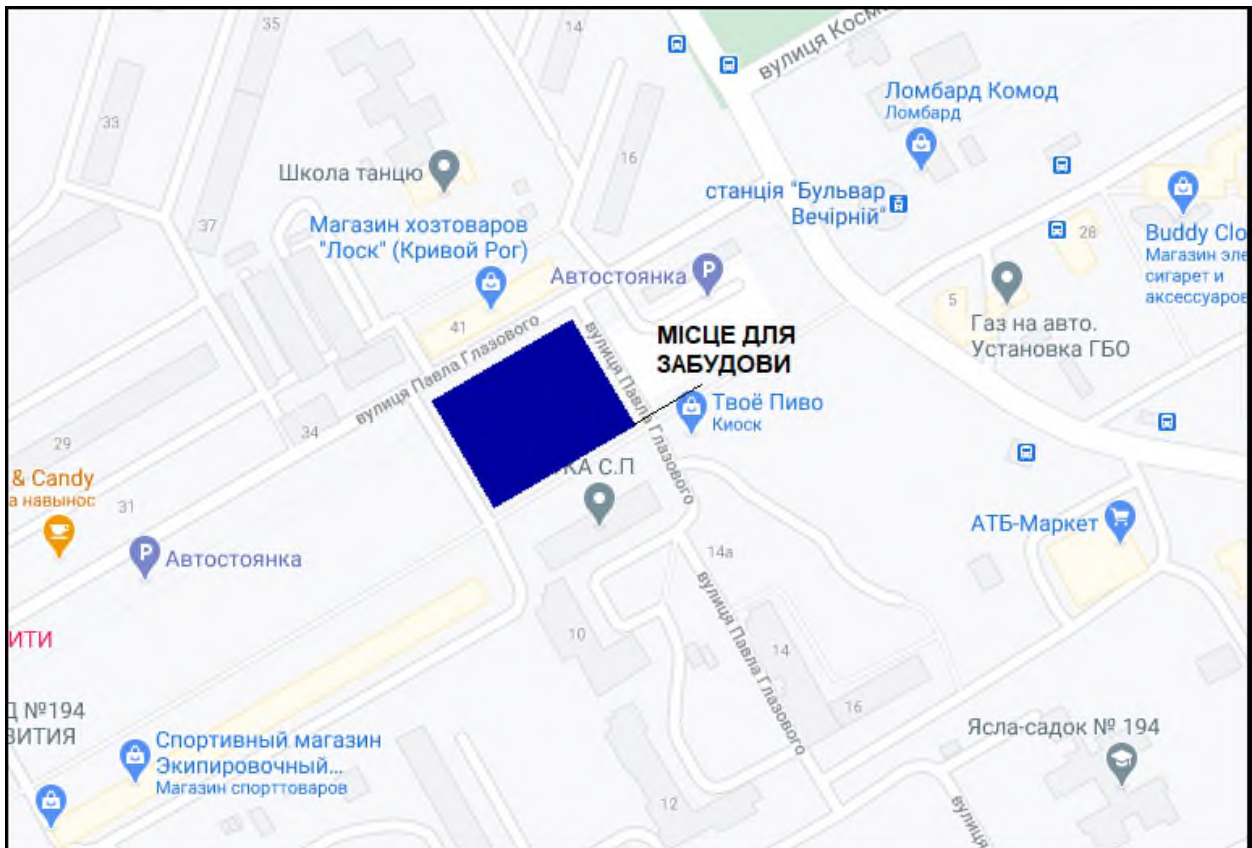 35
14
вулиця Косм
Ломбард Комод
Ломбард
33
16
Школа танцю
станція "Бульвар
Вечірній"
37
Магазин хозтоваров
"Лоск" (Кривой Рог)
28
Buddy Clo
Магазин эле
сигарет и
аксессуаров
Автостоянка
P
5
41
Газ на авто.
Установка ГБО
вулиця Павла Глазового
вулиця Павла Глазового
МІСЦЕ ДЛЯ
ЗАБУДОВИ
Твоё Пиво
Киоск
34
29
КА С.П
& Candy
а навынос
31
АТБ-Маркет
P
Автостоянка
14а
вулиця Павла Глазового
ИТИ
10
14
Д №194
ЗВИТИЯ
16
Ясла-садок № 194
Спортивный магазин
Экипировочный...
Магазин спорттоваров
12
вулиця